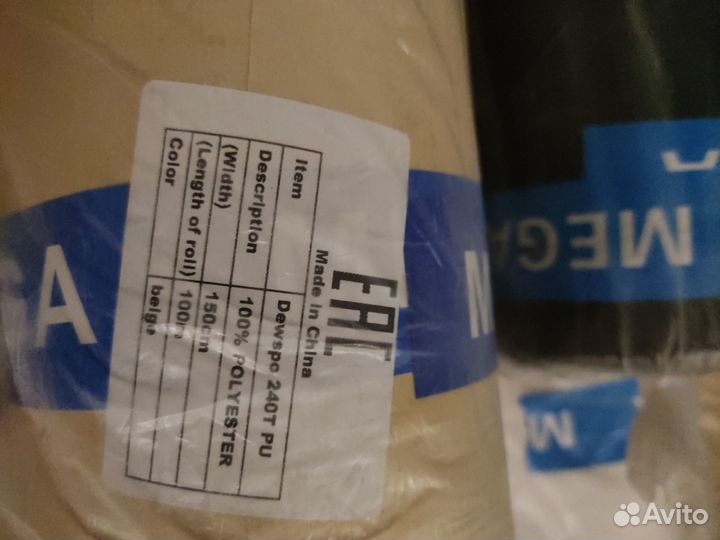 EAC
Made in China
Item Dewspo 240T PU
Description 100% POLYESTER
(Width) 150cm
(Length of roll) 100m
Color beige
A
M
MEGA
M
Avito